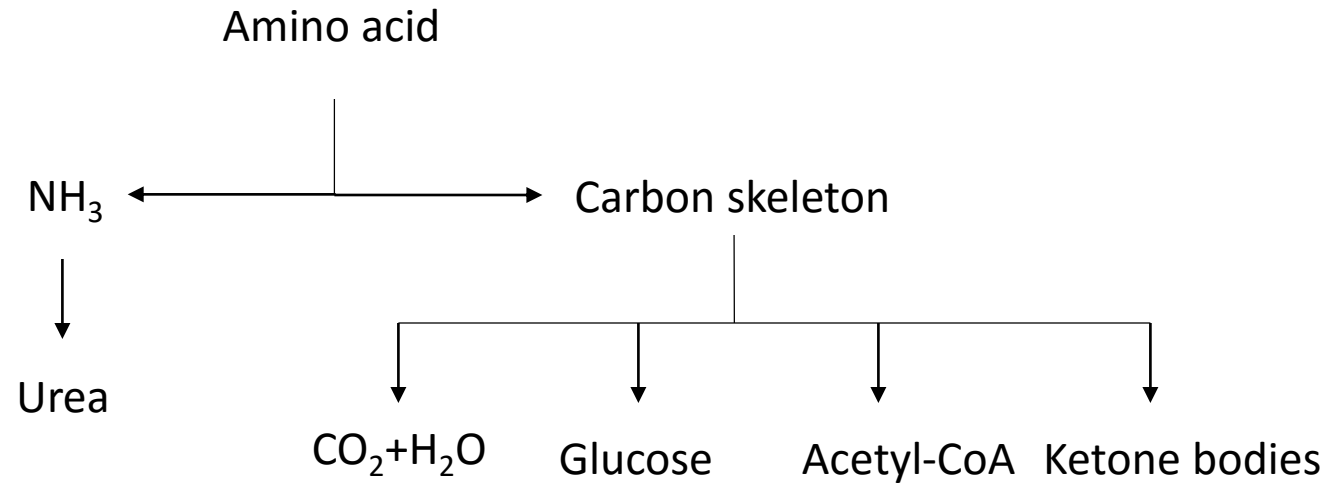 Amino acid
NH₃
Carbon skeleton
Urea
CO₂+H₂O
Glucose
Acetyl-CoA
Ketone bodies